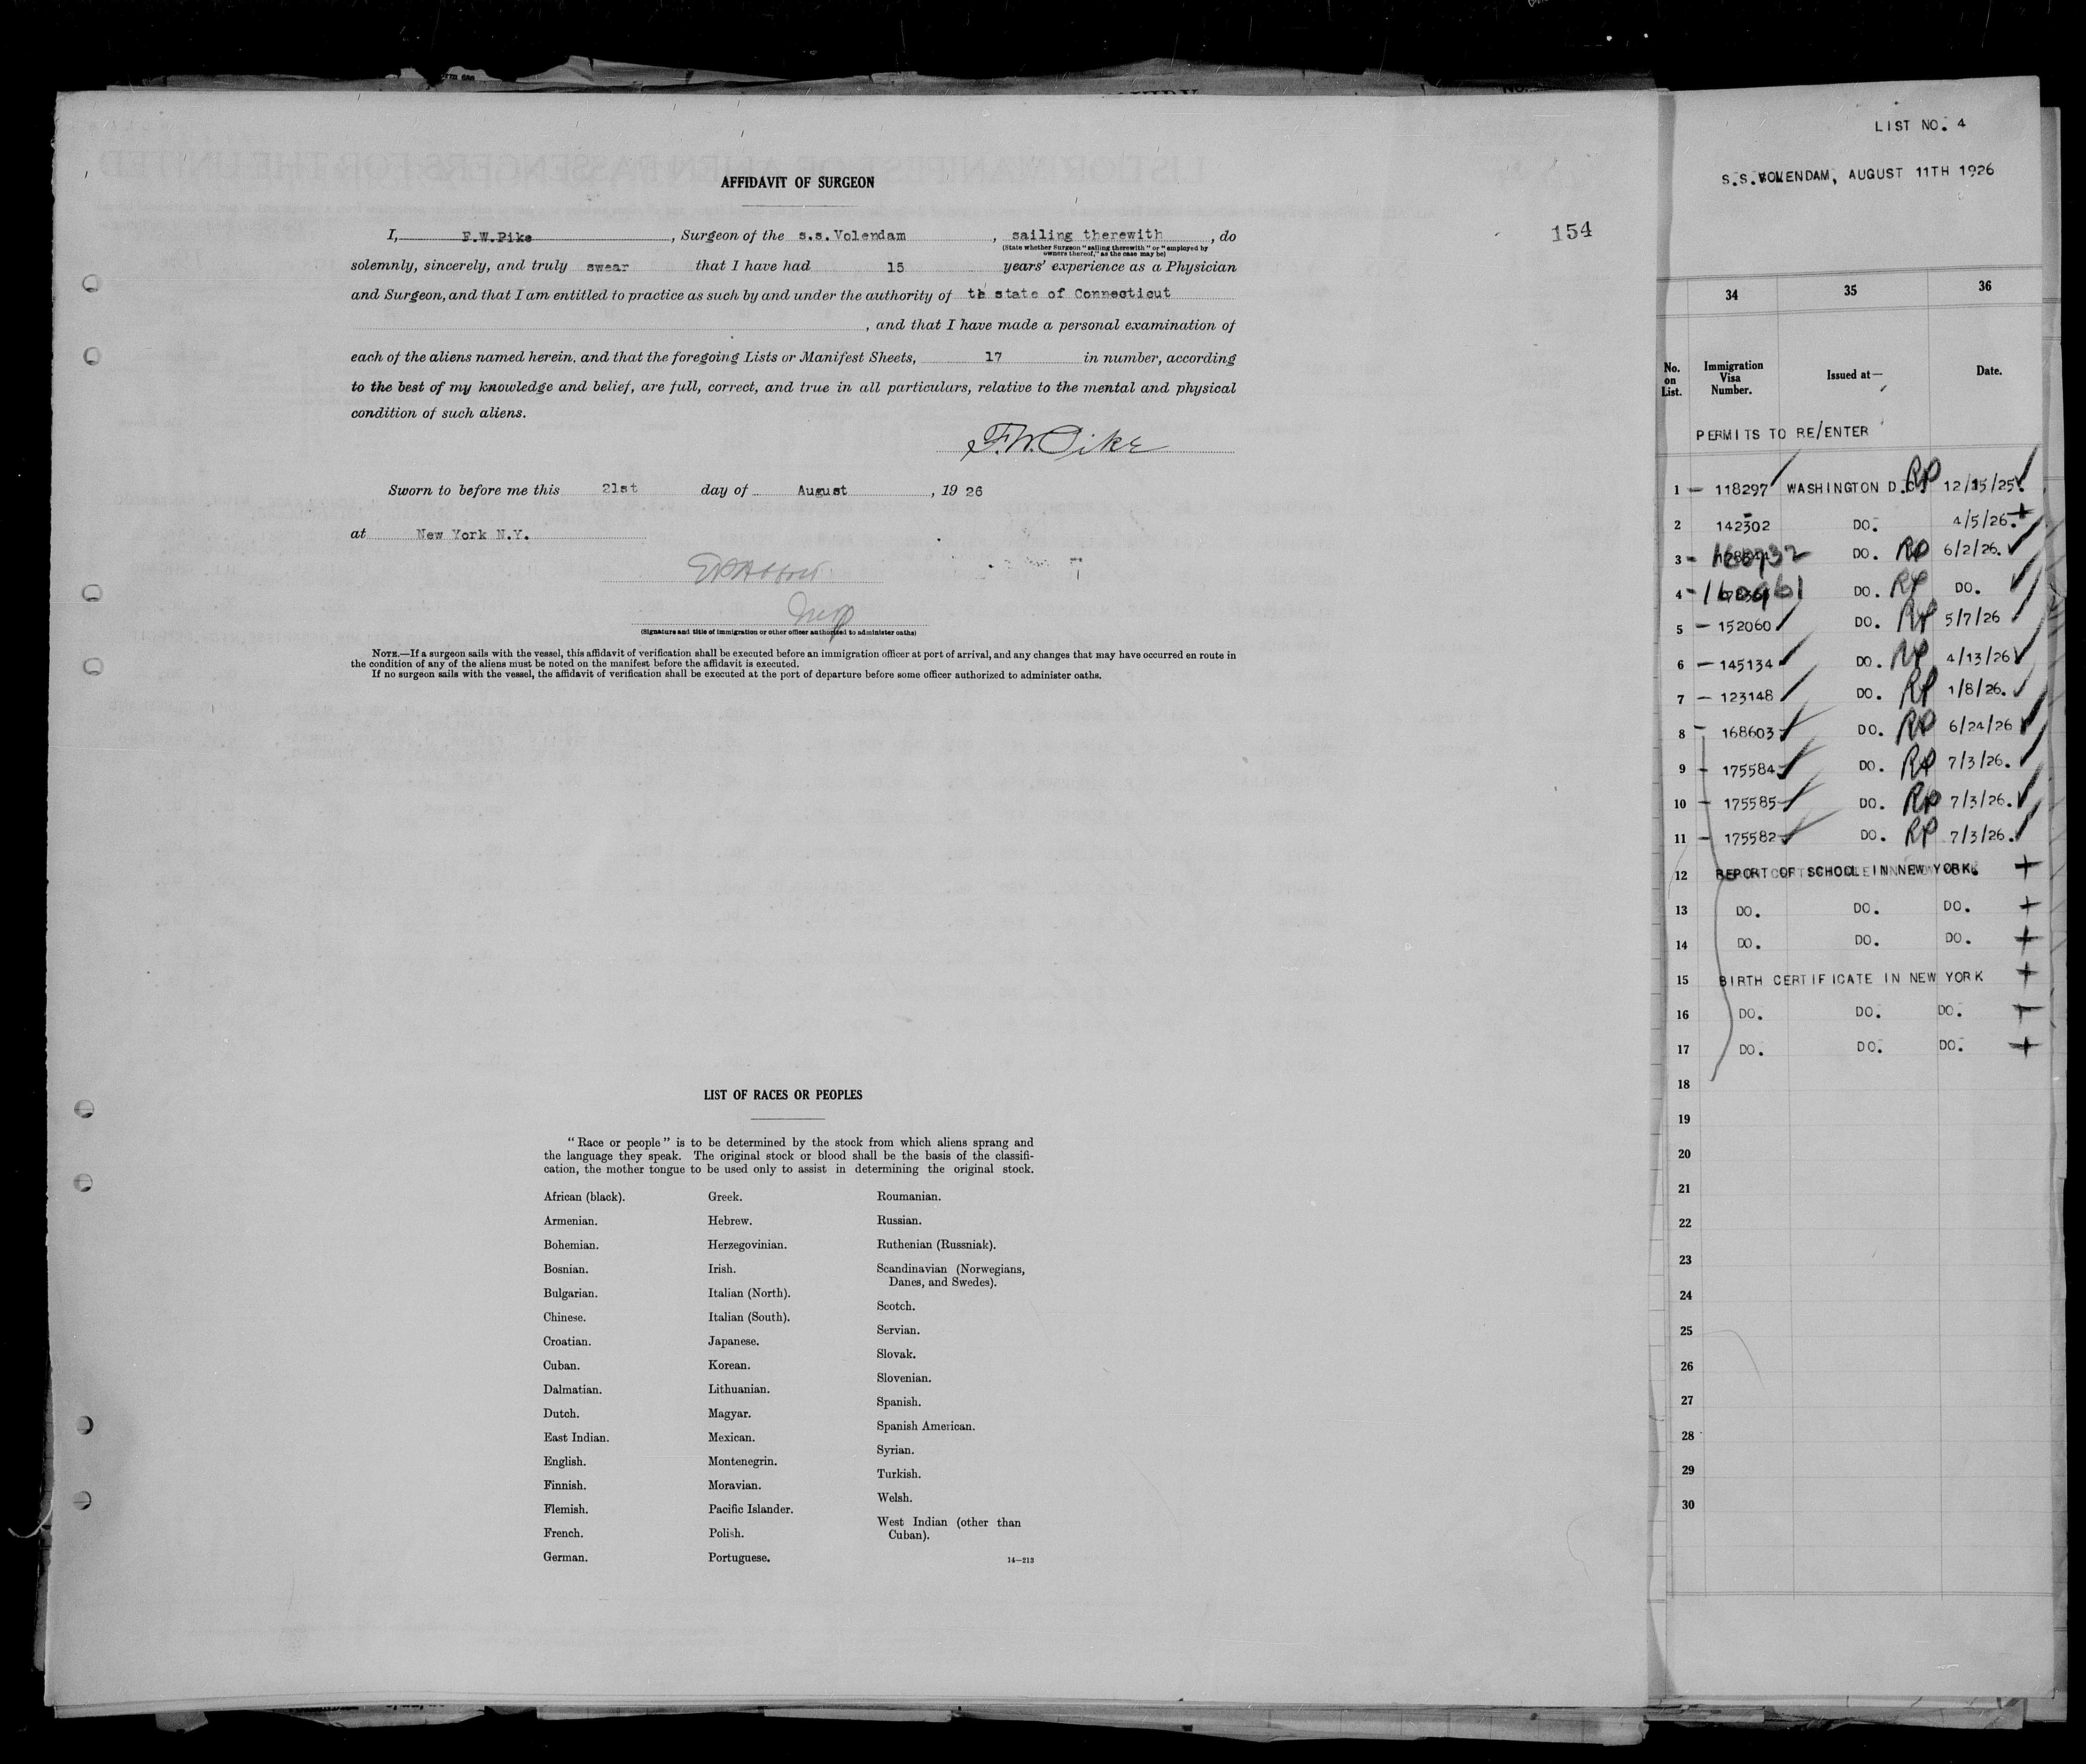 AFFIDAVIT OF SURGEON
154
I, F.W.Pike, Surgeon of the s.s.Volendam, sailing therewith, do
(State whether Surgeon "sailing therewith" or "employed by
owners thereof," as the case may be)
solemnly, sincerely, and truly swear that I have had 15 years' experience as a Physician
and Surgeon, and that I am entitled to practice as such by and under the authority of th state of Connecticut
, and that I have made a personal examination of
each of the aliens named herein, and that the foregoing Lists or Manifest Sheets, 17 in number, according
to the best of my knowledge and belief, are full, correct, and true in all particulars, relative to the mental and physical
condition of such aliens.
F.W.Pike
Sworn to before me this 21st day of August, 19 26
at New York N.Y.
(Signature and title of immigration or other officer authorized to administer oaths)
NOTE.—If a surgeon sails with the vessel, this affidavit of verification shall be executed before an immigration officer at port of arrival, and any changes that may have occurred en route in
the condition of any of the aliens must be noted on the manifest before the affidavit is executed.
If no surgeon sails with the vessel, the affidavit of verification shall be executed at the port of departure before some officer authorized to administer oaths.
LIST OF RACES OR PEOPLES
"Race or people" is to be determined by the stock from which aliens sprang and
the language they speak. The original stock or blood shall be the basis of the classifi-
cation, the mother tongue to be used only to assist in determining the original stock.
African (black).
Armenian.
Bohemian.
Bosnian.
Bulgarian.
Chinese.
Croatian.
Cuban.
Dalmatian.
Dutch.
East Indian.
English.
Finnish.
Flemish.
French.
German.
Greek.
Hebrew.
Herzegovinian.
Irish.
Italian (North).
Italian (South).
Japanese.
Korean.
Lithuanian.
Magyar.
Mexican.
Montenegrin.
Moravian.
Pacific Islander.
Polish.
Portuguese.
Roumanian.
Russian.
Ruthenian (Russniak).
Scandinavian (Norwegians,
Danes, and Swedes).
Scotch.
Servian.
Slovak.
Slovenian.
Spanish.
Spanish American.
Syrian.
Turkish.
Welsh.
West Indian (other than
Cuban).
14—213
LIST NO. 4
S.S.VOLENDAM, AUGUST 11TH 1926
34 35 36
No.
on
List.
Immigration
Visa
Number.
Issued at—
Date.
PERMITS TO RE/ENTER
1 — 118297 WASHINGTON D.C. RP 12/15/25.
2 142302 DO. 4/5/26.
3 - 160932 DO. RP 6/2/26.
4 - 160961 DO. RP DO.
5 — 152060 DO. RP 5/7/26
6 — 145134 DO. RP 4/13/26
7 — 123148 DO. RP 1/8/26.
8 — 168603 DO. RP 6/24/26
9 — 175584 DO. RP 7/3/26.
10 — 175585 DO. RP 7/3/26.
11 — 175582 DO. RP 7/3/26.
12 REPORT OF SCHOOL IN NEW YORK. +
13 DO. DO. DO. +
14 DO. DO. DO. +
15 BIRTH CERTIFICATE IN NEW YORK +
16 DO. DO. DO.
17 DO. DO. DO. +
18
19
20
21
22
23
24
25
26
27
28
29
30